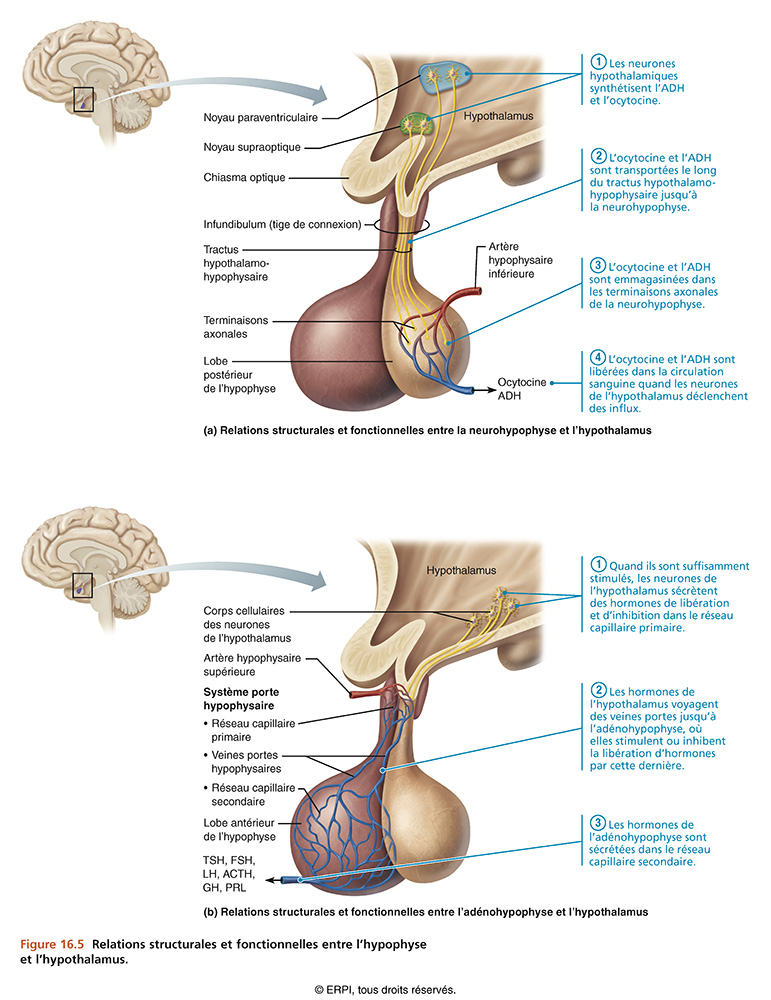 Noyau paraventriculaire
Noyau supraoptique
Chiasma optique
Hypothalamus
Infundibulum (tige de connexion)
Tractus
hypothalamo-
hypophysaire
Artère
hypophysaire
inférieure
Terminaisons
axonales
Lobe
postérieur
de l'hypophyse
Ocytocine
ADH
1 Les neurones
hypothalamiques
synthétisent l'ADH
et l'ocytocine.
2 L'ocytocine et l'ADH
sont transportées le long
du tractus hypothalamo-
hypophysaire jusqu'à
la neurohypophyse.
3 L'ocytocine et l'ADH
sont emmagasinées dans
les terminaisons axonales
de la neurohypophyse.
4 L'ocytocine et l'ADH sont
libérées dans la circulation
sanguine quand les neurones
de l'hypothalamus déclenchent
des influx.
(a) Relations structurales et fonctionnelles entre la neurohypophyse et l'hypothalamus
Hypothalamus
Corps cellulaires
des neurones
de l'hypothalamus
Artère hypophysaire
supérieure
Système porte
hypophysaire
• Réseau capillaire
primaire
• Veines portes
hypophysaires
• Réseau capillaire
secondaire
Lobe antérieur
de l'hypophyse
TSH, FSH,
LH, ACTH,
GH, PRL
1 Quand ils sont suffisamment
stimulés, les neurones de
l'hypothalamus sécrètent
des hormones de libération
et d'inhibition dans le réseau
capillaire primaire.
2 Les hormones de
l'hypothalamus voyagent
des veines portes jusqu'à
l'adénohypophyse, où
elles stimulent ou inhibent
la libération d'hormones
par cette dernière.
3 Les hormones de
l'adénohypophyse sont
sécrétées dans le réseau
capillaire secondaire.
(b) Relations structurales et fonctionnelles entre l'adénohypophyse et l'hypothalamus
Figure 16.5 Relations structurales et fonctionnelles entre l'hypophyse
et l'hypothalamus.
© ERPI, tous droits réservés.